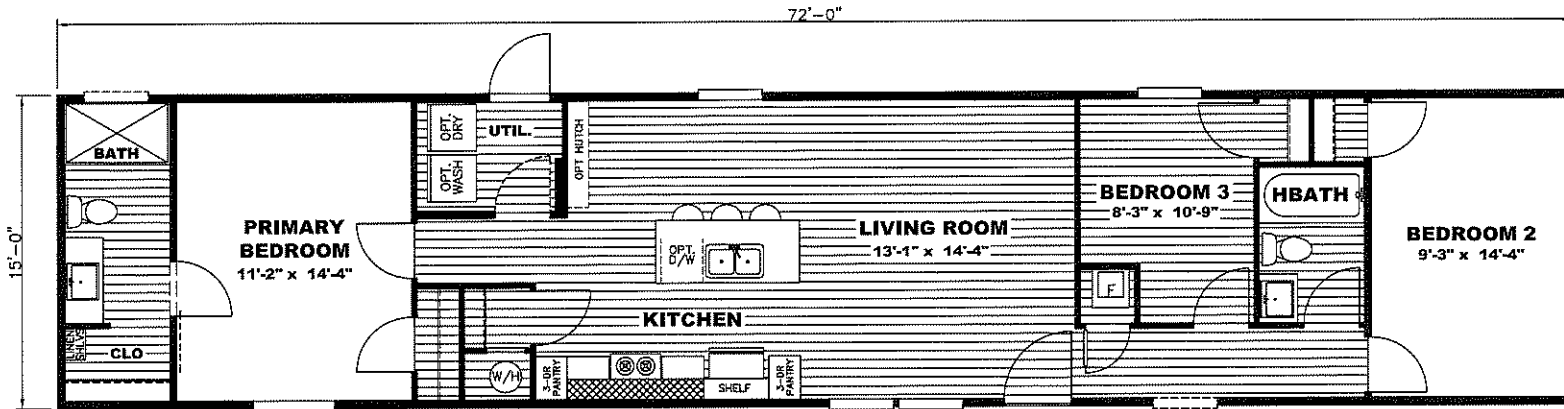 72'-0"
15'-0"
BATH
LINEN
SHLVS
CLO
PRIMARY
BEDROOM
11'-2" x 14'-4"
OPT.
DRY
OPT.
WASH
UTIL.
OPT HUTCH
OPT.
D/W
LIVING ROOM
13'-1" x 14'-4"
KITCHEN
W/H
3-DR
PANTRY
SHELF
3-DR
PANTRY
BEDROOM 3
8'-3" x 10'-9"
F
HBATH
BEDROOM 2
9'-3" x 14'-4"